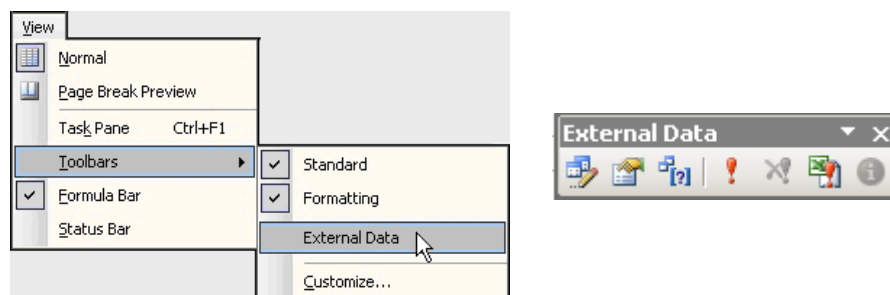 View
Normal
Page Break Preview
Task Pane Ctrl+F1
Toolbars
Formula Bar
Status Bar
Standard
Formatting
External Data
Customize...
External Data
[?]